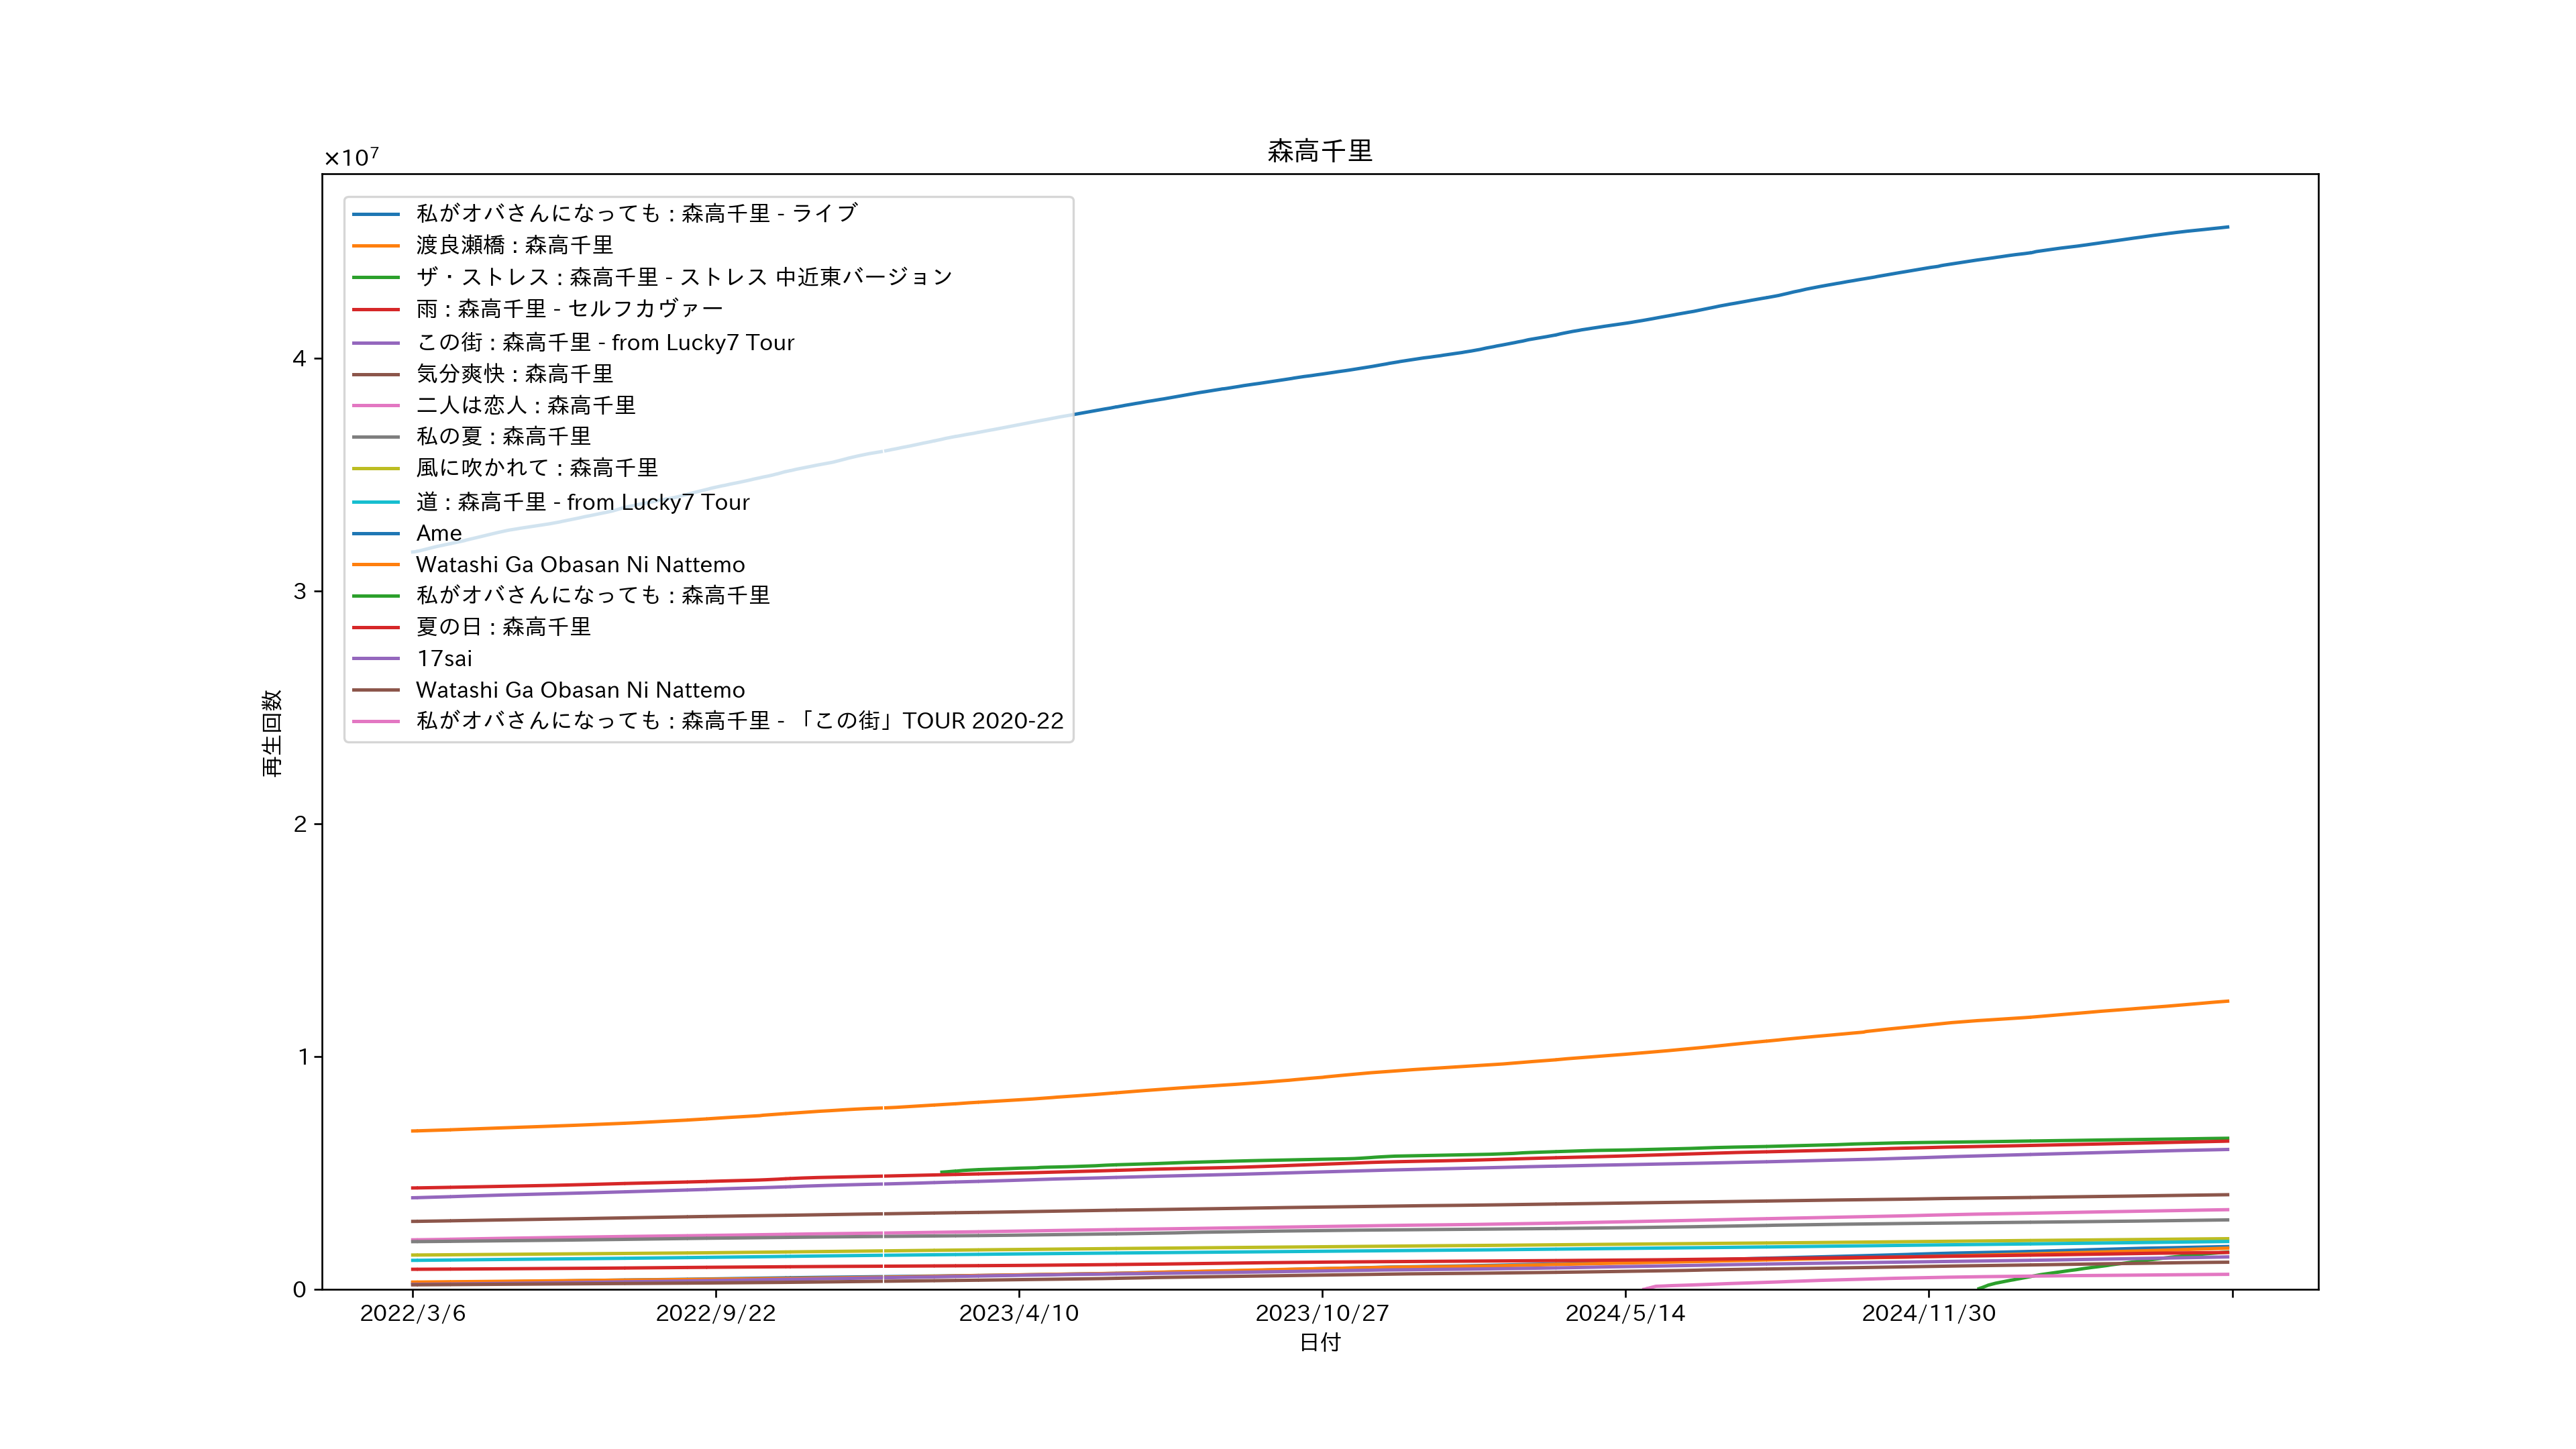 森高千里
×10⁷
私がオバさんになっても : 森高千里 - ライブ
渡良瀬橋 : 森高千里
ザ・ストレス : 森高千里 - ストレス 中近東バージョン
雨 : 森高千里 - セルフカヴァー
この街 : 森高千里 - from Lucky7 Tour
気分爽快 : 森高千里
二人は恋人 : 森高千里
私の夏 : 森高千里
風に吹かれて : 森高千里
道 : 森高千里 - from Lucky7 Tour
Ame
Watashi Ga Obasan Ni Nattemo
私がオバさんになっても : 森高千里
夏の日 : 森高千里
17sai
Watashi Ga Obasan Ni Nattemo
私がオバさんになっても : 森高千里 - 「この街」TOUR 2020-22
4
3
2
1
0
再生回数
2022/3/6 2022/9/22 2023/4/10 2023/10/27 2024/5/14 2024/11/30
日付